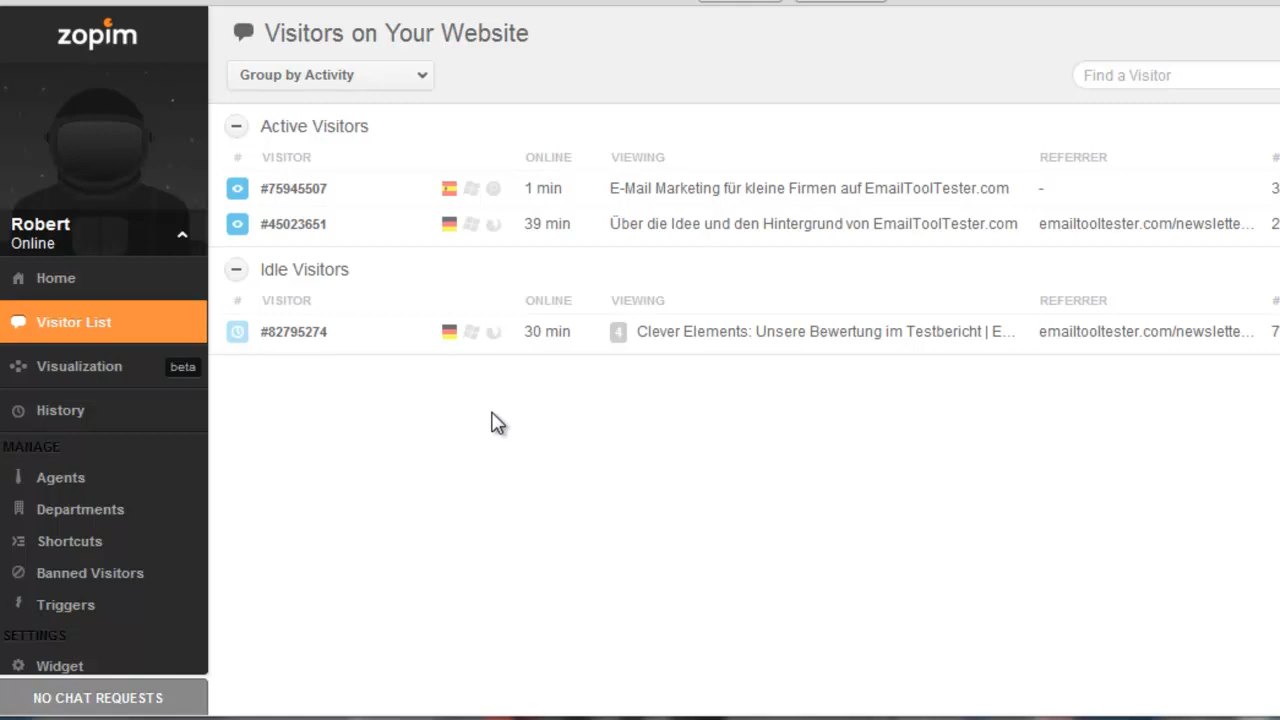 zopim
Visitors on Your Website
Group by Activity
Find a Visitor
Active Visitors
# VISITOR ONLINE VIEWING REFERRER #
#75945507 1 min E-Mail Marketing für kleine Firmen auf EmailToolTester.com - 3
#45023651 39 min Über die Idee und den Hintergrund von EmailToolTester.com emailtooltester.com/newslette... 2
Idle Visitors
# VISITOR ONLINE VIEWING REFERRER #
#82795274 30 min 4 Clever Elements: Unsere Bewertung im Testbericht | E... emailtooltester.com/newslette... 7
Robert
Online
Home
Visitor List
Visualization beta
History
MANAGE
Agents
Departments
Shortcuts
Banned Visitors
Triggers
SETTINGS
Widget
NO CHAT REQUESTS